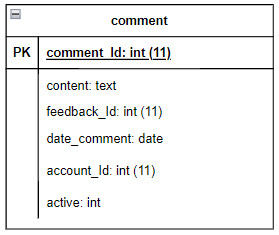 comment
PK comment_Id: int (11)
content: text
feedback_Id: int (11)
date_comment: date
account_Id: int (11)
active: int